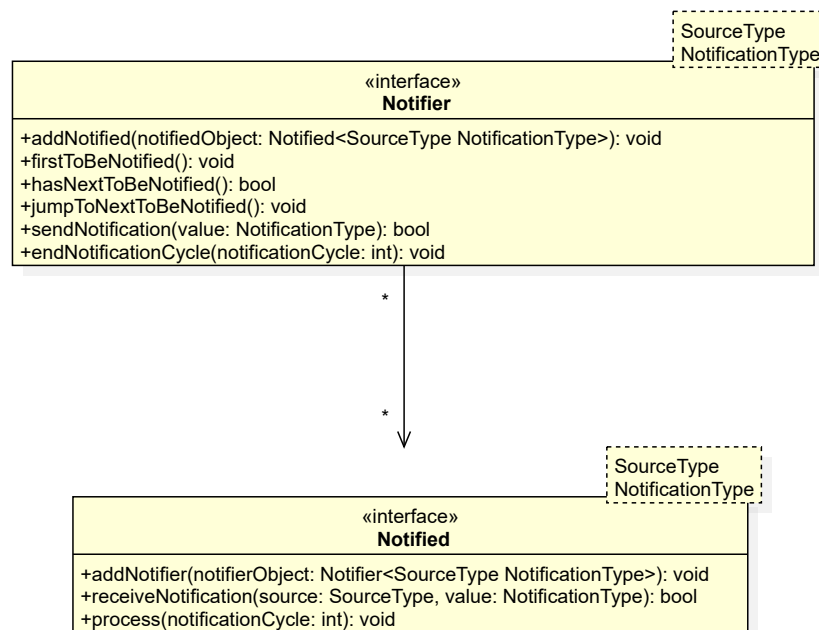 SourceType
NotificationType
«interface»
Notifier
+addNotified(notifiedObject: Notified<SourceType NotificationType>): void
+firstToBeNotified(): void
+hasNextToBeNotified(): bool
+jumpToNextToBeNotified(): void
+sendNotification(value: NotificationType): bool
+endNotificationCycle(notificationCycle: int): void
*
*
SourceType
NotificationType
«interface»
Notified
+addNotifier(notifierObject: Notifier<SourceType NotificationType>): void
+receiveNotification(source: SourceType, value: NotificationType): bool
+process(notificationCycle: int): void